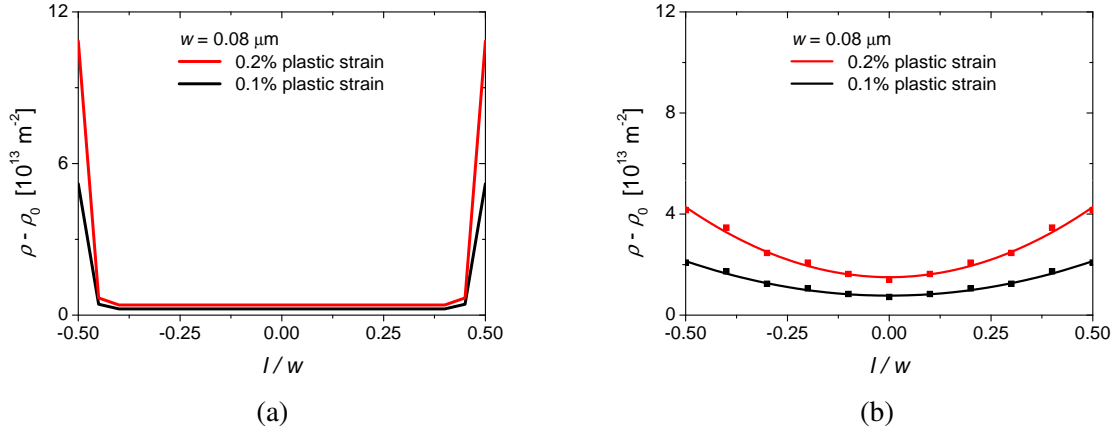 12
6
0
ρ - ρ0 [10^13 m^-2]
w = 0.08 μm
0.2% plastic strain
0.1% plastic strain
-0.50 -0.25 0.00 0.25 0.50
l / w
(a)
12
8
4
0
ρ - ρ0 [10^13 m^-2]
w = 0.08 μm
0.2% plastic strain
0.1% plastic strain
-0.50 -0.25 0.00 0.25 0.50
l / w
(b)